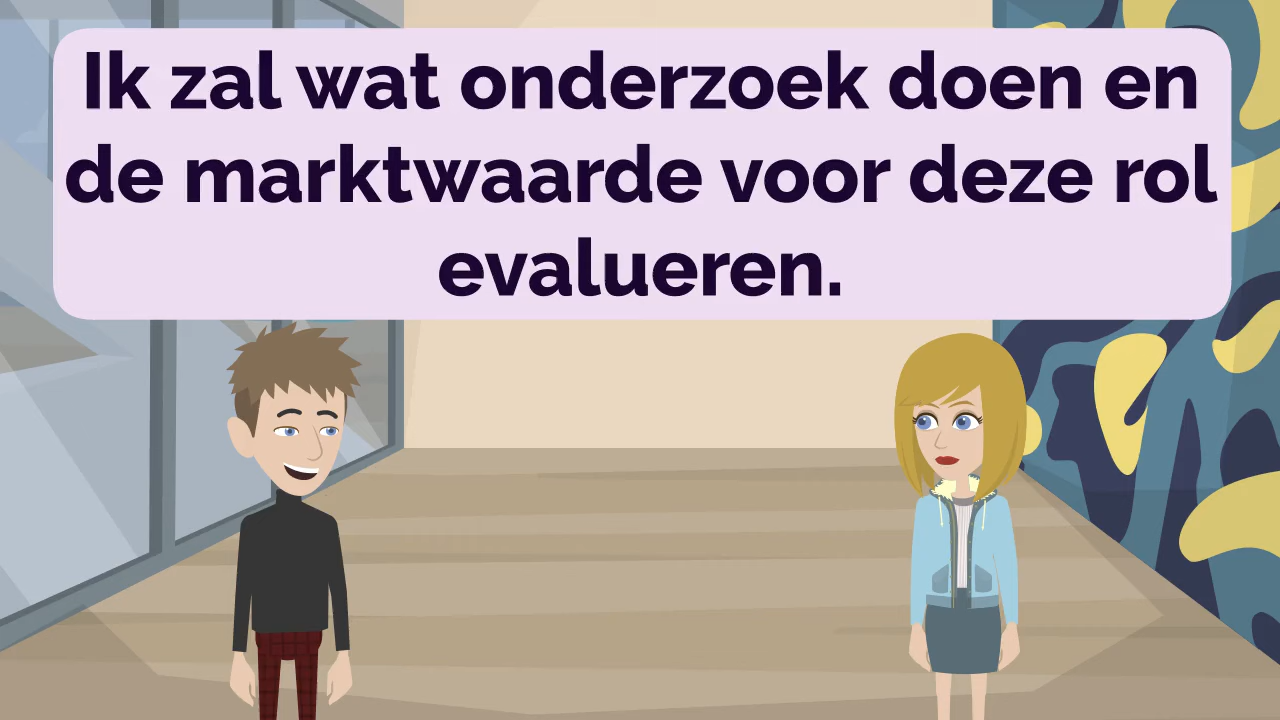 Ik zal wat onderzoek doen en
de marktwaarde voor deze rol
evalueren.